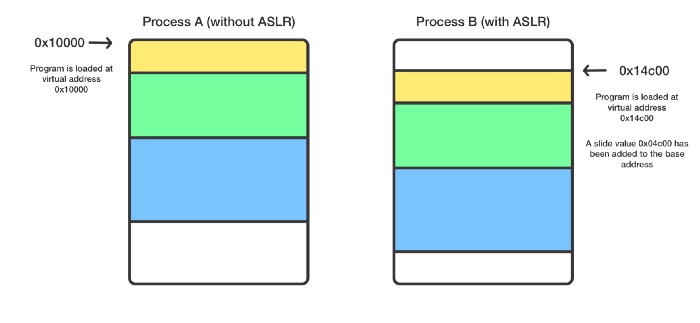 Process A (without ASLR)
0x10000
Program is loaded at
virtual address
0x10000
Process B (with ASLR)
0x14c00
Program is loaded at
virtual address
0x14c00
A slide value 0x04c00 has
been added to the base
address